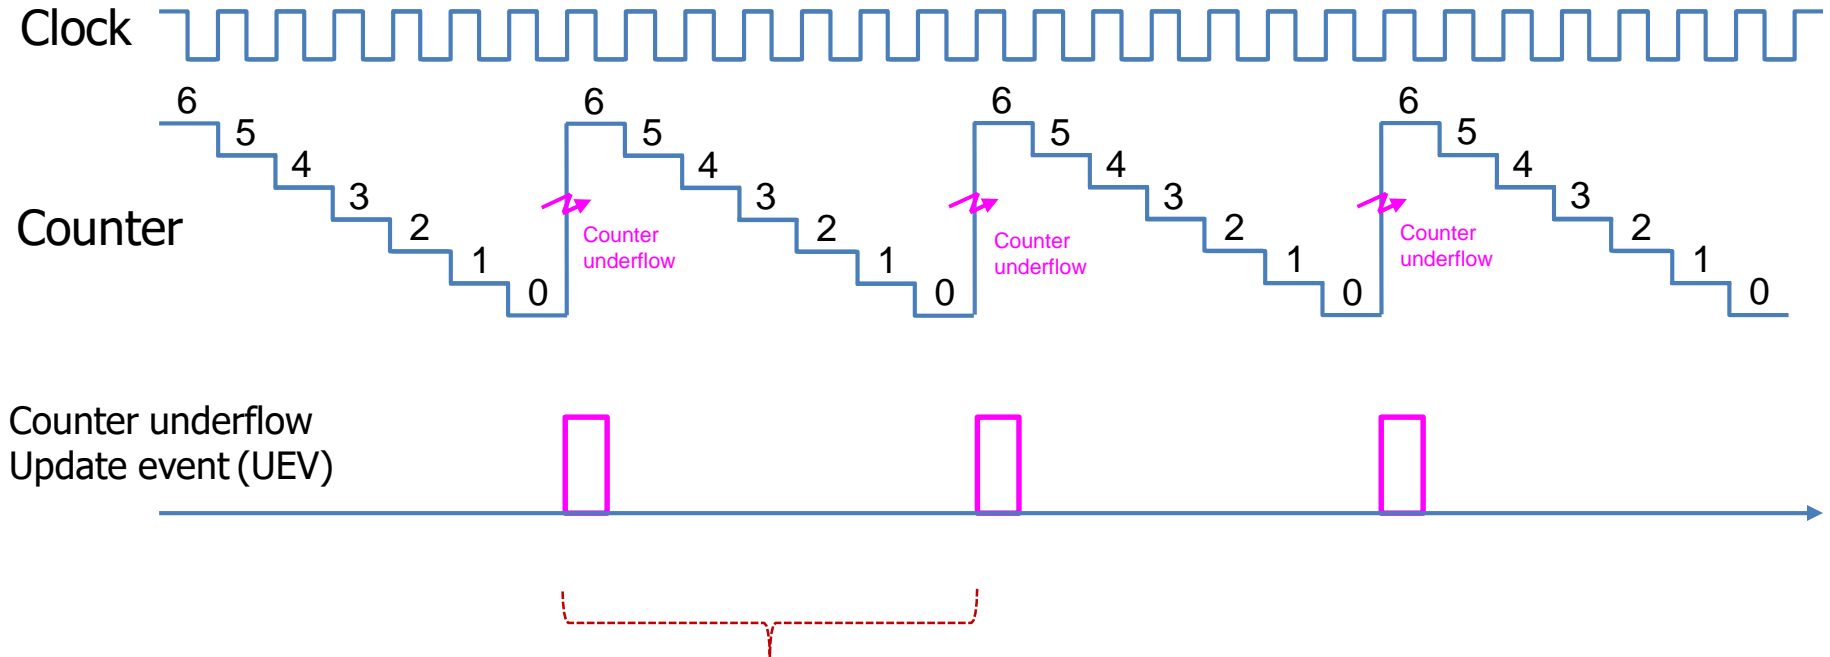 Clock
6 6 6 6
5 5 5 5
4 4 4 4
3 3 3 3
Counter
2 2 2 2
Counter
underflow
Counter
underflow
Counter
underflow
1 1 1 1
0 0 0 0
Counter underflow
Update event (UEV)